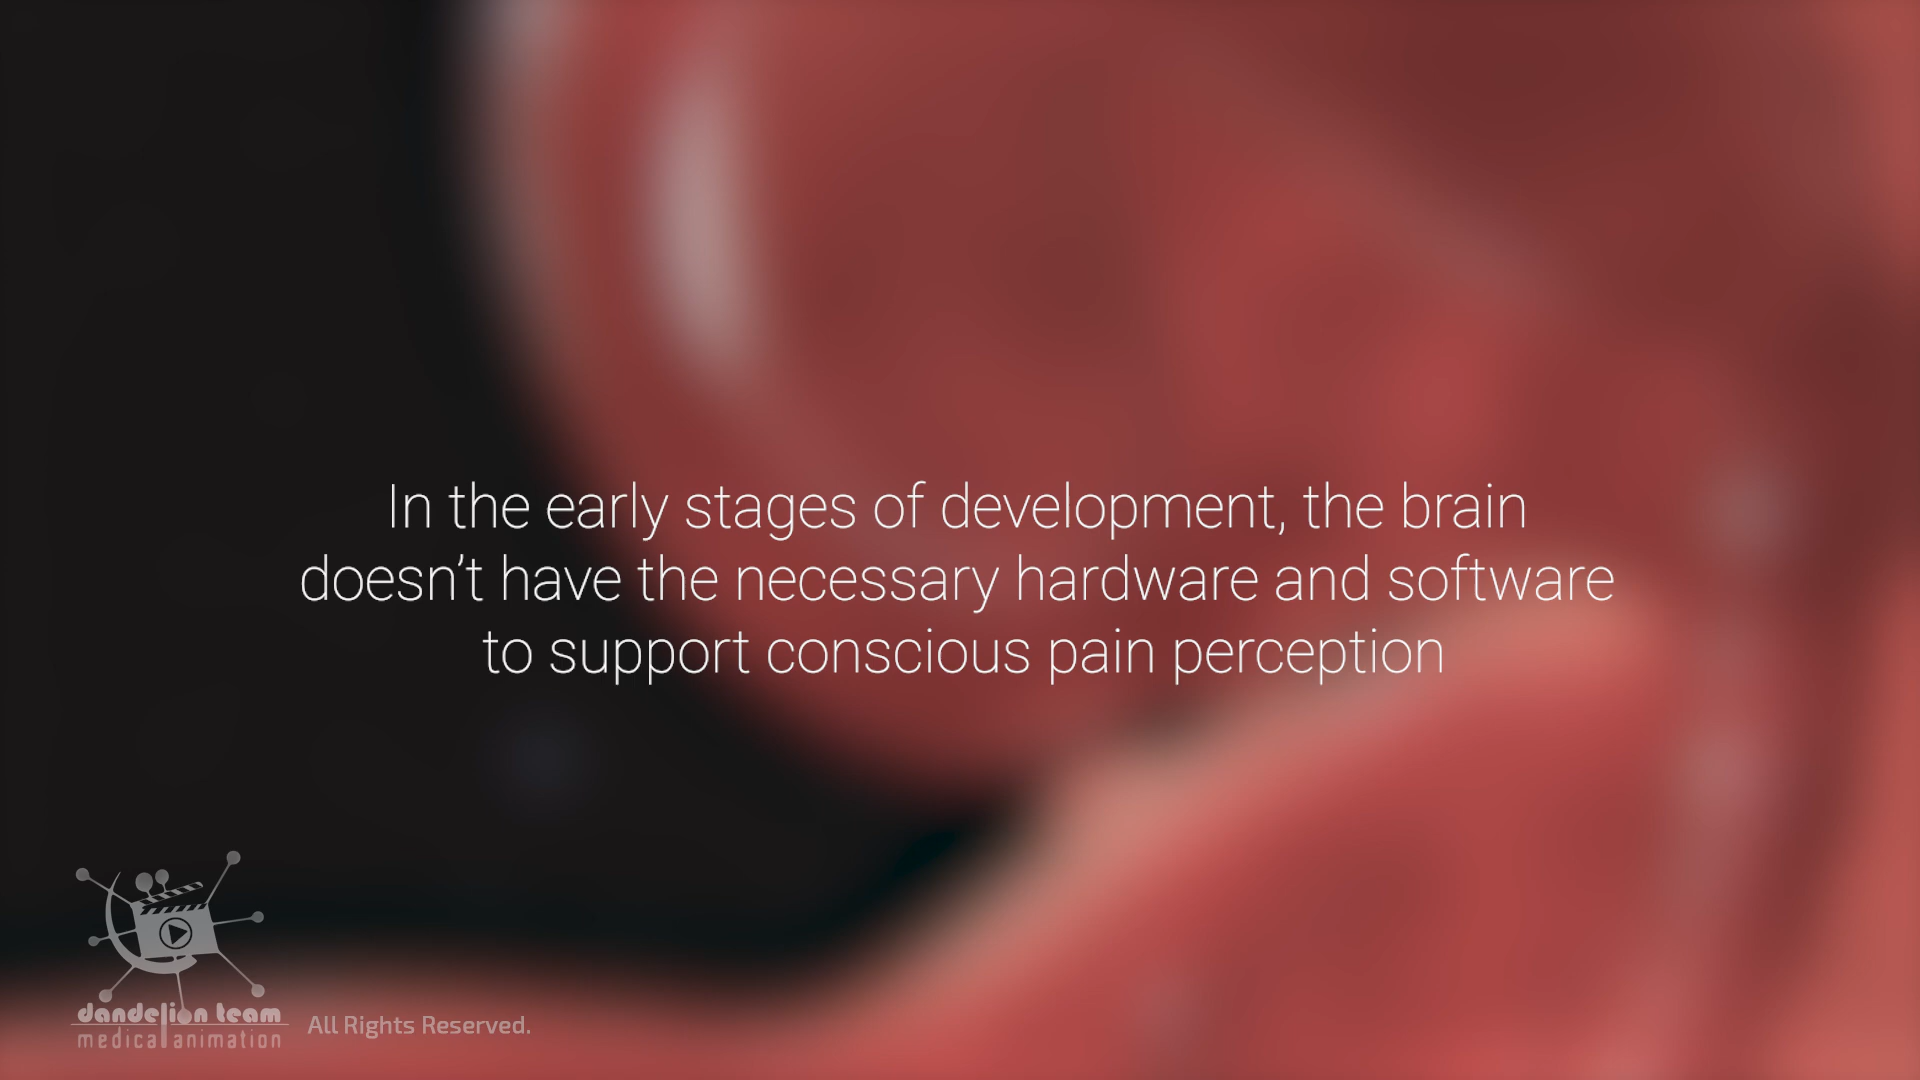 In the early stages of development, the brain
doesn’t have the necessary hardware and software
to support conscious pain perception
dandelion team
medical animation
All Rights Reserved.